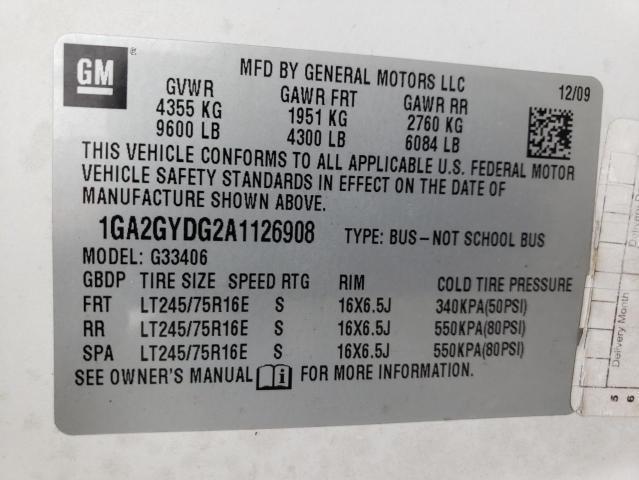 GM
®
MFD BY GENERAL MOTORS LLC
GVWR GAWR FRT GAWR RR 12/09
4355 KG 1951 KG 2760 KG
9600 LB 4300 LB 6084 LB
THIS VEHICLE CONFORMS TO ALL APPLICABLE U.S. FEDERAL MOTOR
VEHICLE SAFETY STANDARDS IN EFFECT ON THE DATE OF
MANUFACTURE SHOWN ABOVE.
1GA2GYDG2A1126908 TYPE: BUS–NOT SCHOOL BUS
MODEL: G33406
GBDP TIRE SIZE SPEED RTG RIM COLD TIRE PRESSURE
FRT LT245/75R16E S 16X6.5J 340KPA(50PSI)
RR LT245/75R16E S 16X6.5J 550KPA(80PSI)
SPA LT245/75R16E S 16X6.5J 550KPA(80PSI)
SEE OWNER'S MANUAL i FOR MORE INFORMATION.
Delivery Month
5
6